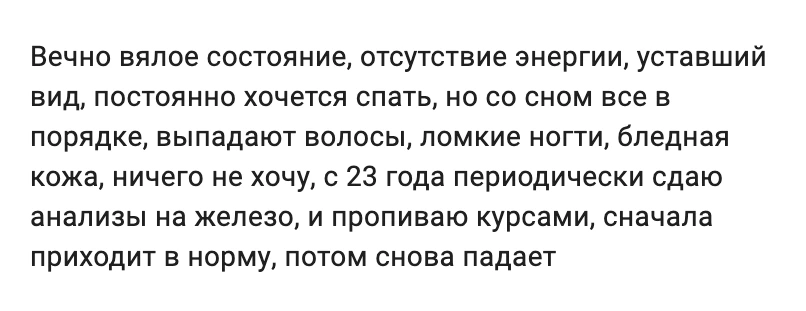 Вечно вялое состояние, отсутствие энергии, уставший
вид, постоянно хочется спать, но со сном все в
порядке, выпадают волосы, ломкие ногти, бледная
кожа, ничего не хочу, с 23 года периодически сдаю
анализы на железо, и пропиваю курсами, сначала
приходит в норму, потом снова падает